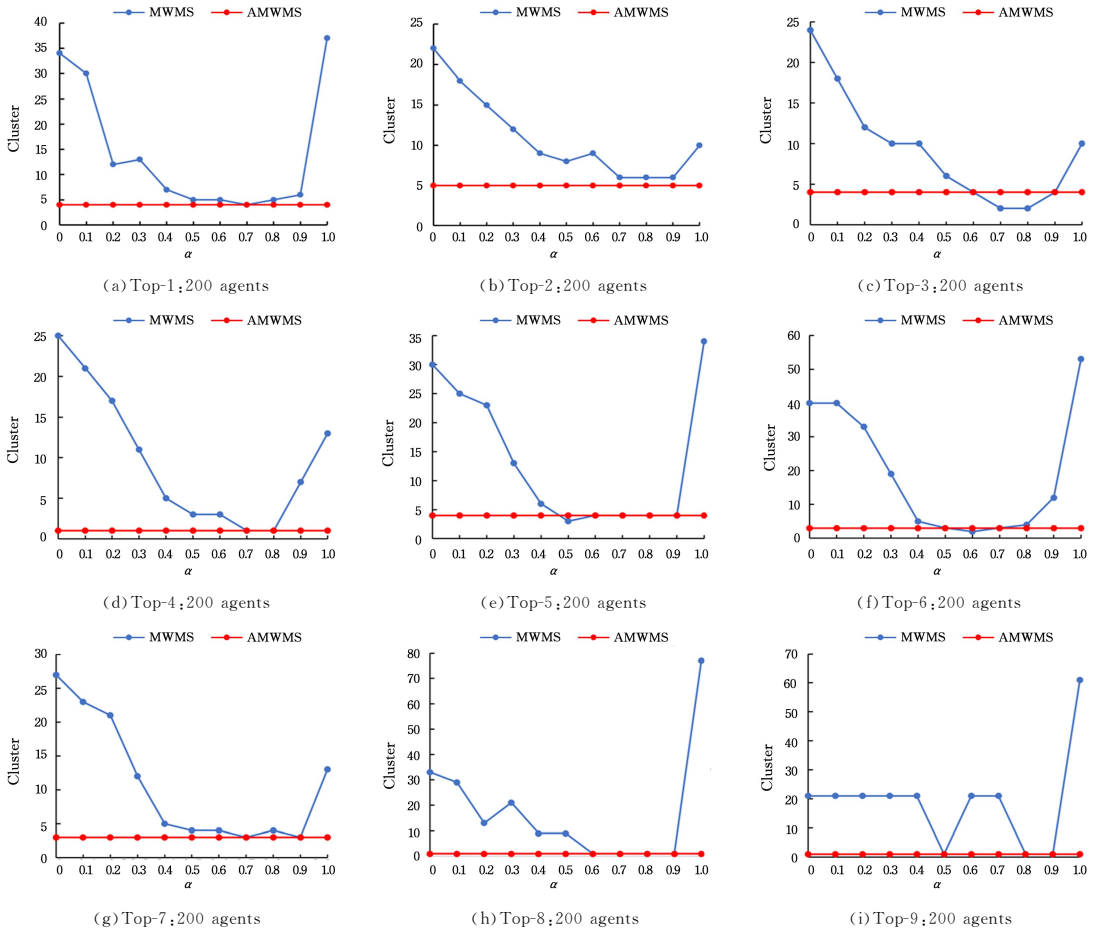 MWMS AMWMS
40
35
30
25
20
15
10
5
0
Cluster
0 0.1 0.2 0.3 0.4 0.5 0.6 0.7 0.8 0.9 1.0
α
(a)Top-1:200 agents
MWMS AMWMS
25
20
15
10
5
0
Cluster
0 0.1 0.2 0.3 0.4 0.5 0.6 0.7 0.8 0.9 1.0
α
(b)Top-2:200 agents
MWMS AMWMS
25
20
15
10
5
0
Cluster
0 0.1 0.2 0.3 0.4 0.5 0.6 0.7 0.8 0.9 1.0
α
(c)Top-3:200 agents
MWMS AMWMS
25
20
15
10
5
0
Cluster
0 0.1 0.2 0.3 0.4 0.5 0.6 0.7 0.8 0.9 1.0
α
(d)Top-4:200 agents
MWMS AMWMS
35
30
25
20
15
10
5
0
Cluster
0 0.1 0.2 0.3 0.4 0.5 0.6 0.7 0.8 0.9 1.0
α
(e)Top-5:200 agents
MWMS AMWMS
60
50
40
30
20
10
0
Cluster
0 0.1 0.2 0.3 0.4 0.5 0.6 0.7 0.8 0.9 1.0
α
(f)Top-6:200 agents
MWMS AMWMS
30
25
20
15
10
5
0
Cluster
0 0.1 0.2 0.3 0.4 0.5 0.6 0.7 0.8 0.9 1.0
α
(g)Top-7:200 agents
MWMS AMWMS
80
70
60
50
40
30
20
10
0
Cluster
0 0.1 0.2 0.3 0.4 0.5 0.6 0.7 0.8 0.9 1.0
α
(h)Top-8:200 agents
MWMS AMWMS
70
60
50
40
30
20
10
0
Cluster
0 0.1 0.2 0.3 0.4 0.5 0.6 0.7 0.8 0.9 1.0
α
(i)Top-9:200 agents